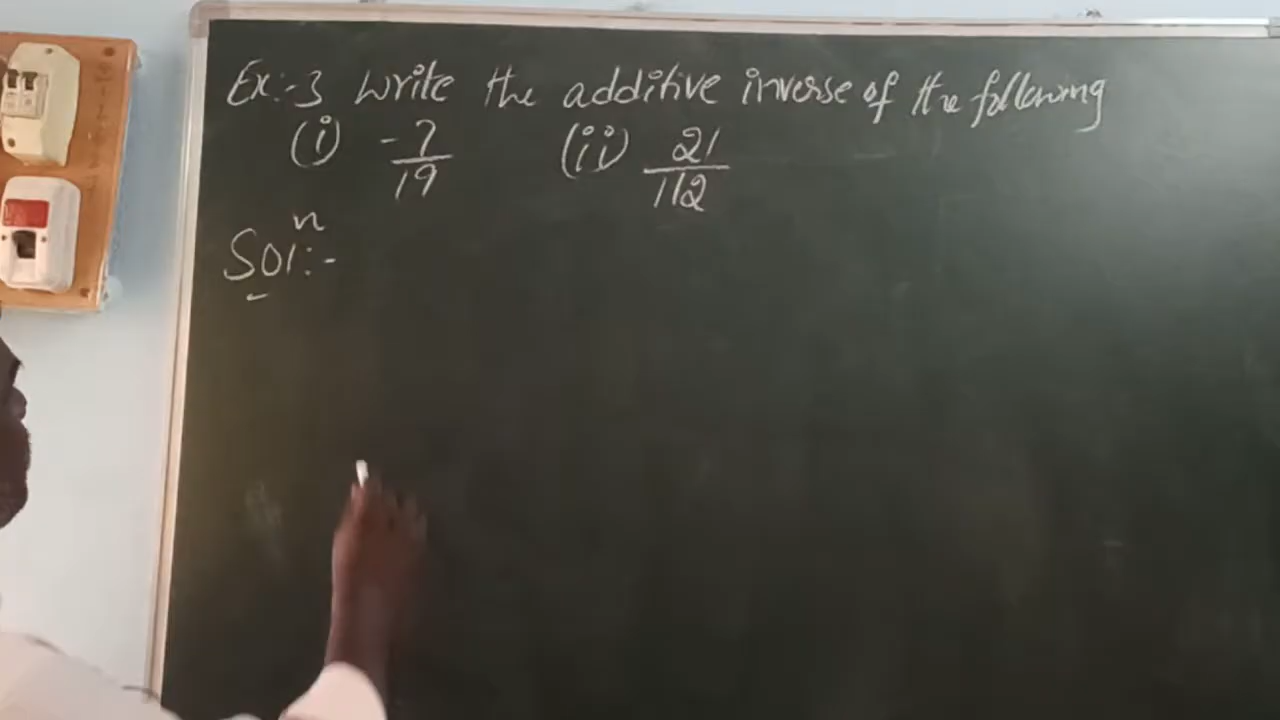 Ex:-3 Write the additive inverse of the following
(i) -7/19 (ii) 21/112
Soln:-